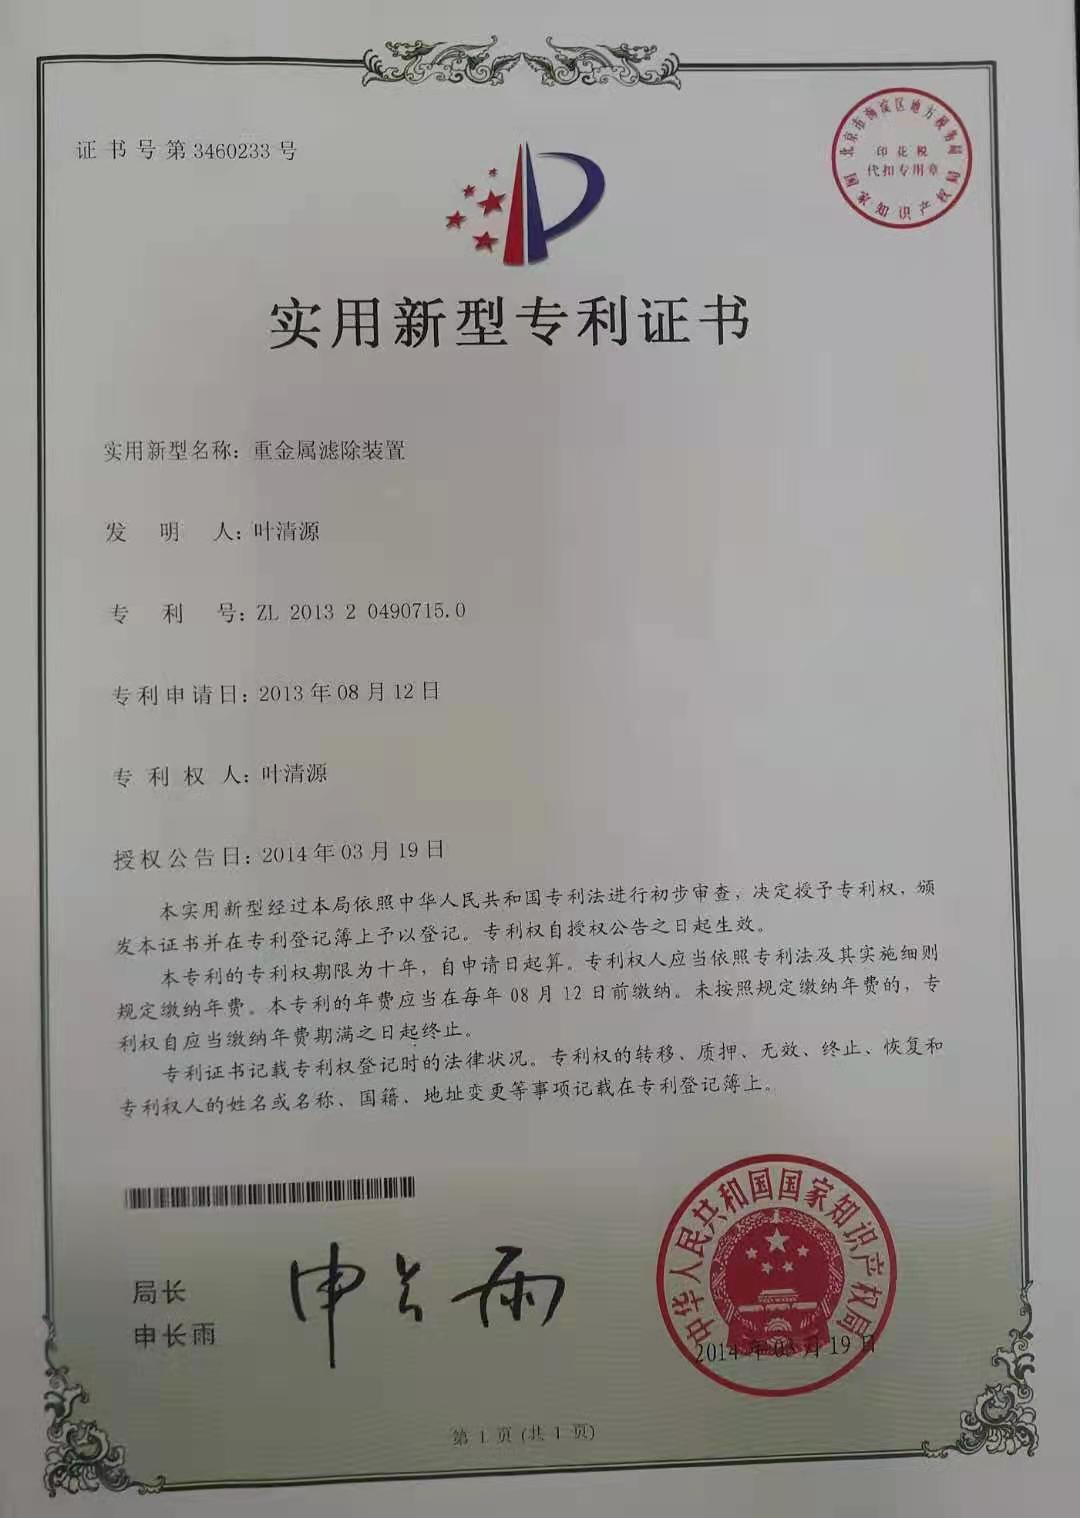 证书号第3460233号
北京市海淀区地方税务局
印花税
代扣专用章
国家知识产权局
实用新型专利证书
实用新型名称：重金属滤除装置
发明人：叶清源
专利号：ZL 2013 2 0490715.0
专利申请日：2013年08月12日
专利权人：叶清源
授权公告日：2014年03月19日
本实用新型经过本局依照中华人民共和国专利法进行初步审查，决定授予专利权，颁
发本证书并在专利登记簿上予以登记。专利权自授权公告之日起生效。
本专利的专利权期限为十年，自申请日起算。专利权人应当依照专利法及其实施细则
规定缴纳年费。本专利的年费应当在每年08月12日前缴纳。未按照规定缴纳年费的，专
利权自应当缴纳年费期满之日起终止。
专利证书记载专利权登记时的法律状况。专利权的转移、质押、无效、终止、恢复和
专利权人的姓名或名称、国籍、地址变更等事项记载在专利登记簿上。
局长
申长雨
申长雨
中华人民共和国国家知识产权局
2014年03月19日
第1页(共1页)